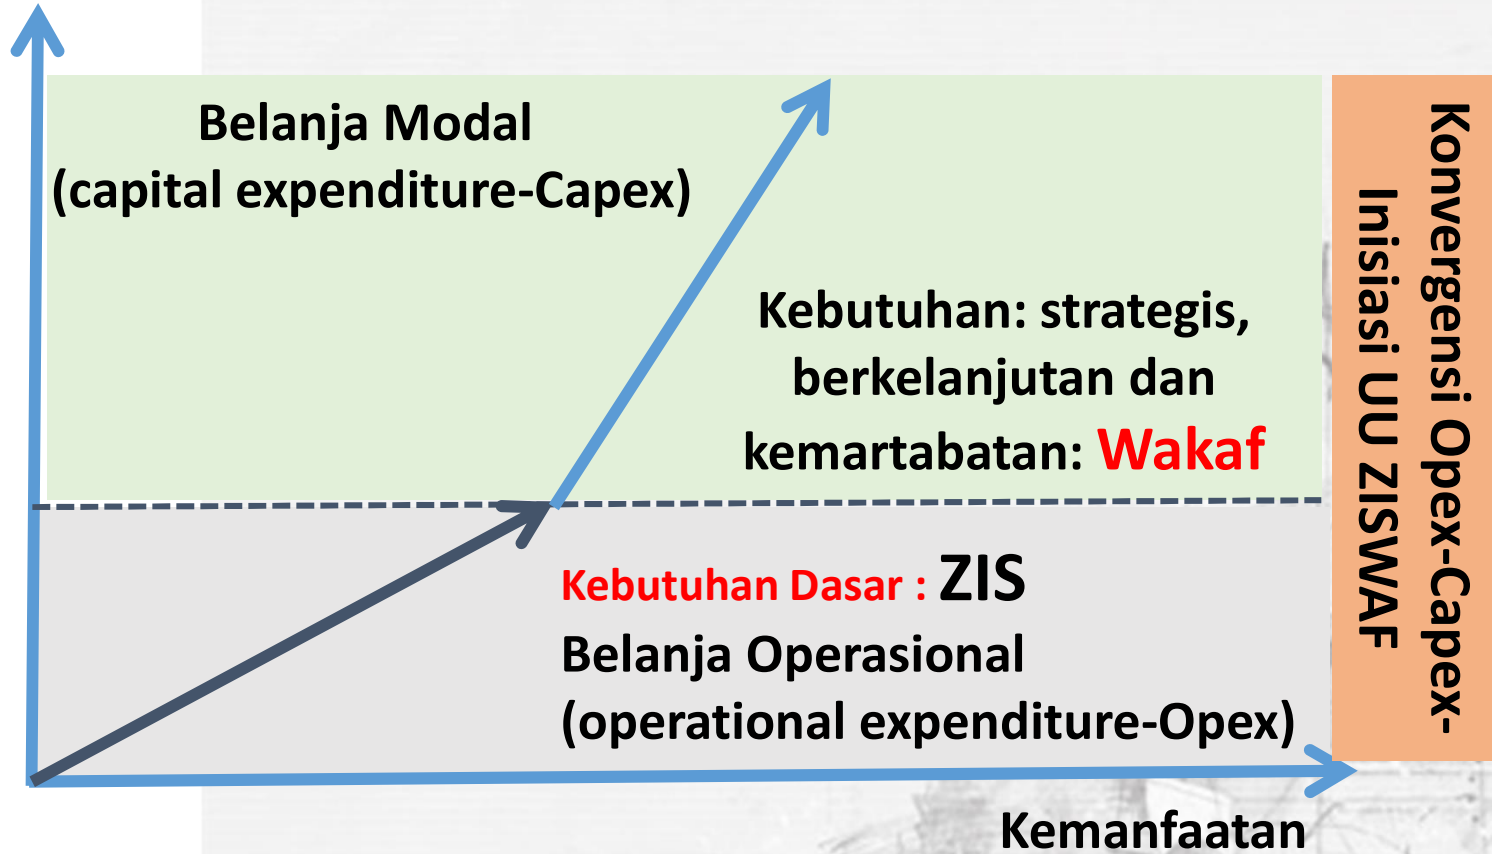 Belanja Modal
(capital expenditure-Capex)
Kebutuhan: strategis,
berkelanjutan dan
kemartabatan: Wakaf
Kebutuhan Dasar : ZIS
Belanja Operasional
(operational expenditure-Opex)
Kemanfaatan
Konvergensi Opex-Capex-
Inisiasi UU ZISWAF